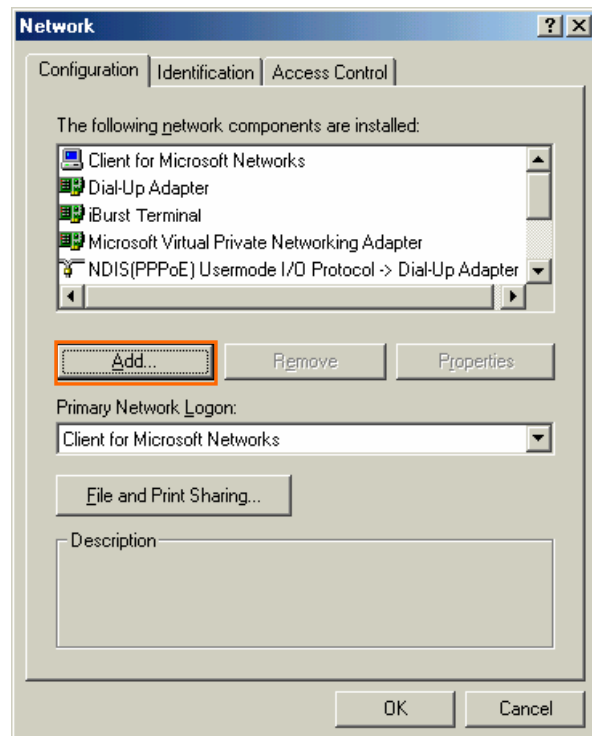 Network
Configuration Identification Access Control
The following network components are installed:
Client for Microsoft Networks
Dial-Up Adapter
iBurst Terminal
Microsoft Virtual Private Networking Adapter
NDIS(PPPoE) Usermode I/O Protocol -> Dial-Up Adapter
Add... Remove Properties
Primary Network Logon:
Client for Microsoft Networks
File and Print Sharing...
Description
OK Cancel